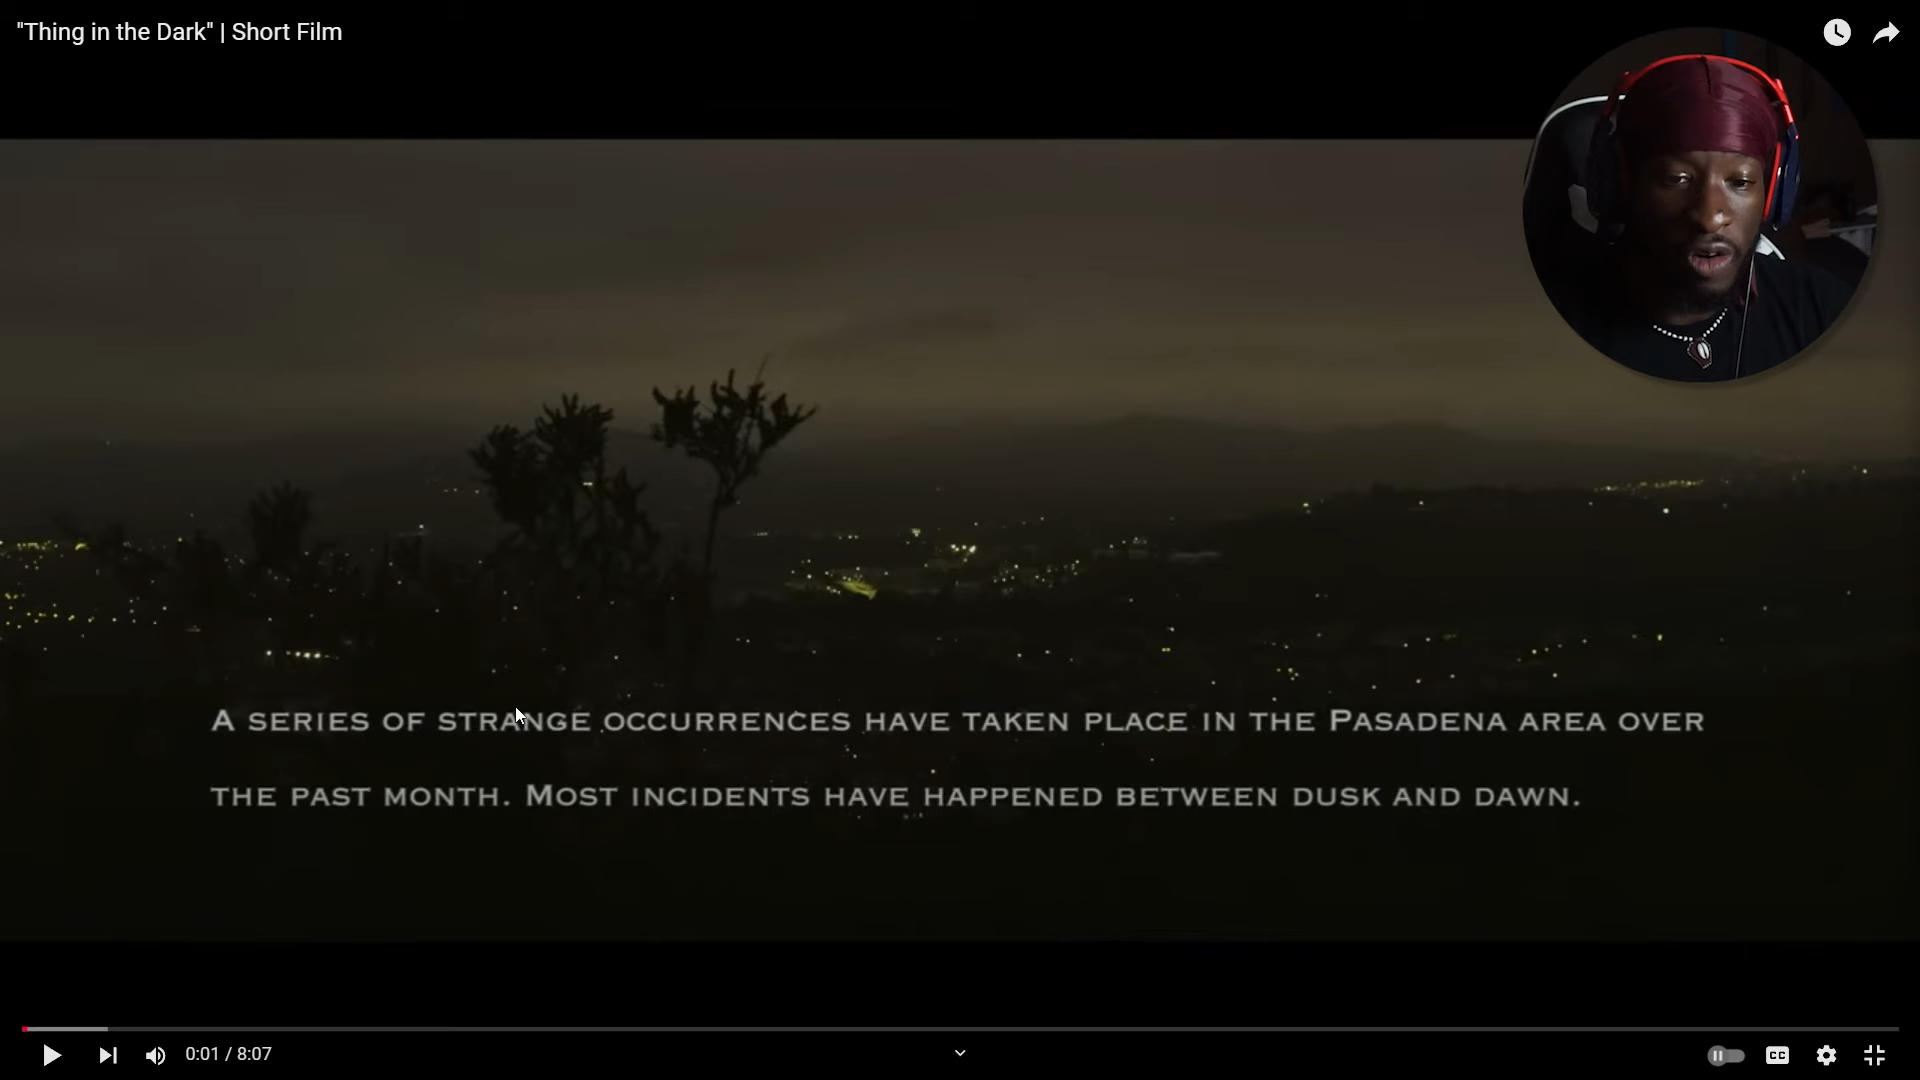 "Thing in the Dark" | Short Film
A SERIES OF STRANGE OCCURRENCES HAVE TAKEN PLACE IN THE PASADENA AREA OVER
THE PAST MONTH. MOST INCIDENTS HAVE HAPPENED BETWEEN DUSK AND DAWN.
0:01 / 8:07
CC